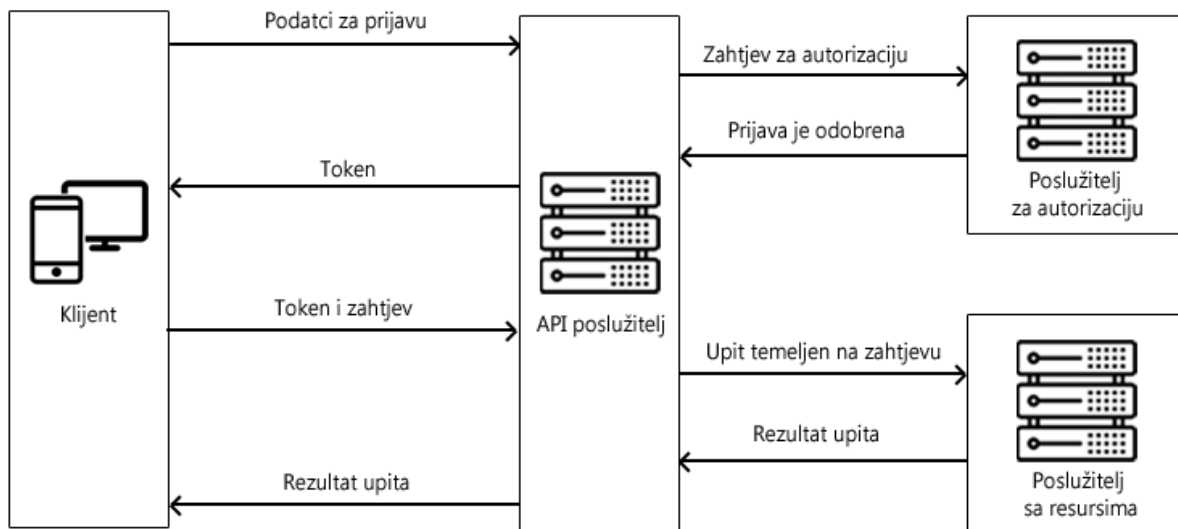 Podatci za prijavu
Zahtjev za autorizaciju
Prijava je odobrena
Token
Poslužitelj
za autorizaciju
Klijent
Token i zahtjev
API poslužitelj
Upit temeljen na zahtjevu
Rezultat upita
Rezultat upita
Poslužitelj
sa resursima